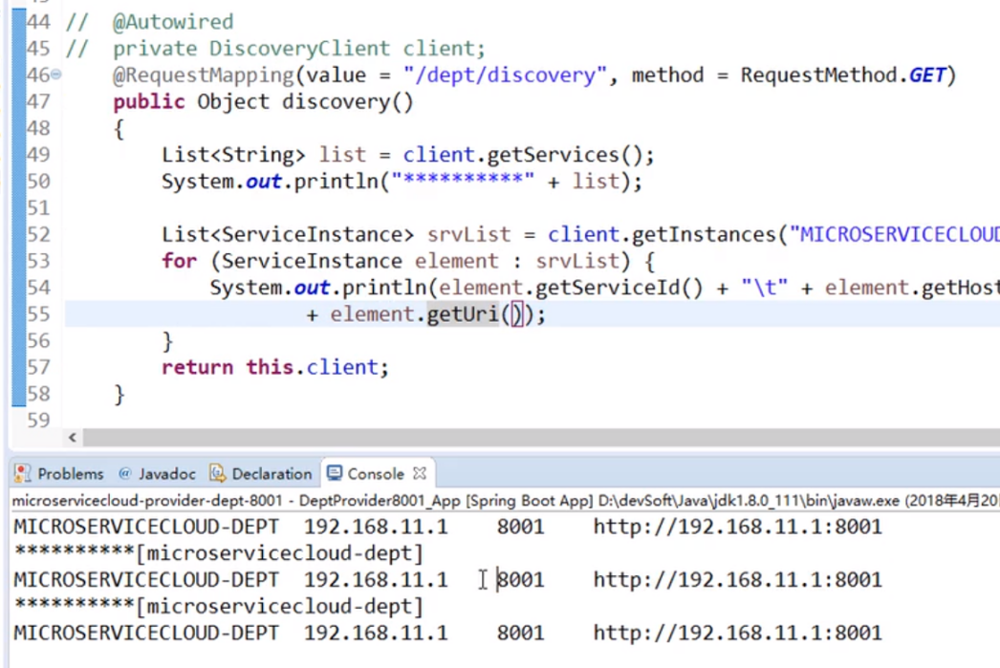 44 //  @Autowired
45 //  private DiscoveryClient client;
46    @RequestMapping(value = "/dept/discovery", method = RequestMethod.GET)
47    public Object discovery()
48    {
49        List<String> list = client.getServices();
50        System.out.println("**********" + list);
51
52        List<ServiceInstance> srvList = client.getInstances("MICROSERVICECLOUD
53        for (ServiceInstance element : srvList) {
54            System.out.println(element.getServiceId() + "\t" + element.getHost
55                    + element.getUri());
56        }
57        return this.client;
58    }
59
Problems @ Javadoc Declaration Console
microservicecloud-provider-dept-8001 - DeptProvider8001_App [Spring Boot App] D:\devSoft\Java\jdk1.8.0_111\bin\javaw.exe (2018年4月20
MICROSERVICECLOUD-DEPT  192.168.11.1    8001    http://192.168.11.1:8001
**********[microservicecloud-dept]
MICROSERVICECLOUD-DEPT  192.168.11.1    8001    http://192.168.11.1:8001
**********[microservicecloud-dept]
MICROSERVICECLOUD-DEPT  192.168.11.1    8001    http://192.168.11.1:8001